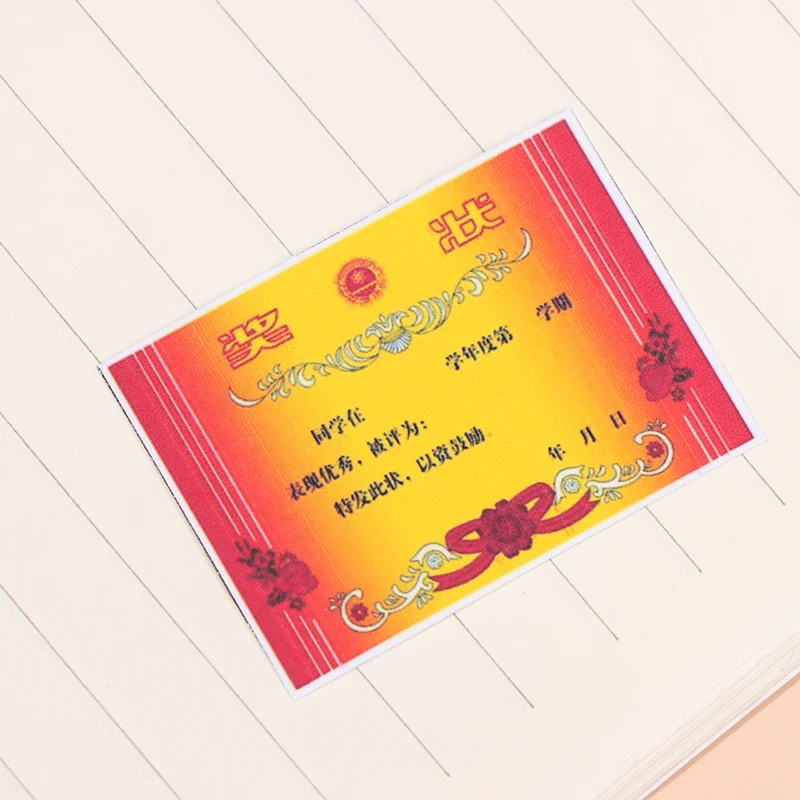 奖 状
同学在 学年度第 学期
表现优秀，被评为：
特发此状，以资鼓励。
年 月 日